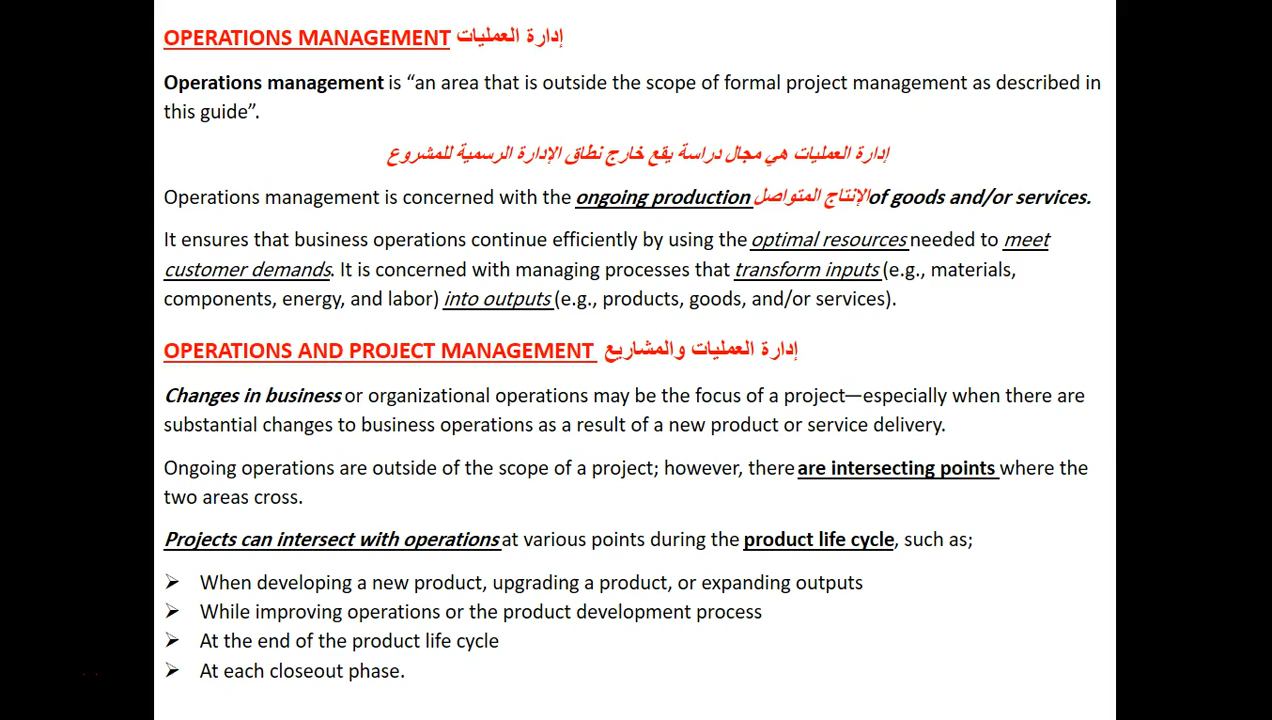 OPERATIONS MANAGEMENT إدارة العمليات
Operations management is “an area that is outside the scope of formal project management as described in
this guide”.
إدارة العمليات هي مجال دراسة يقع خارج نطاق الإدارة الرسمية للمشروع
Operations management is concerned with the ongoing production الإنتاج المتواصل of goods and/or services.
It ensures that business operations continue efficiently by using the optimal resources needed to meet
customer demands. It is concerned with managing processes that transform inputs (e.g., materials,
components, energy, and labor) into outputs (e.g., products, goods, and/or services).
OPERATIONS AND PROJECT MANAGEMENT إدارة العمليات والمشاريع
Changes in business or organizational operations may be the focus of a project—especially when there are
substantial changes to business operations as a result of a new product or service delivery.
Ongoing operations are outside of the scope of a project; however, there are intersecting points where the
two areas cross.
Projects can intersect with operations at various points during the product life cycle, such as;
➢ When developing a new product, upgrading a product, or expanding outputs
➢ While improving operations or the product development process
➢ At the end of the product life cycle
➢ At each closeout phase.